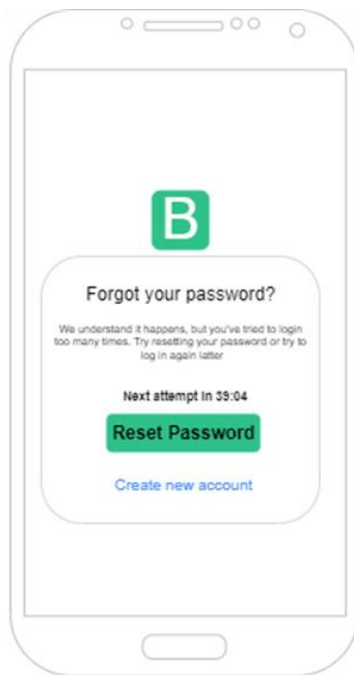 B
Forgot your password?
We understand it happens, but you've tried to login
too many times. Try resetting your password or try to
log in again latter
Next attempt in 39:04
Reset Password
Create new account